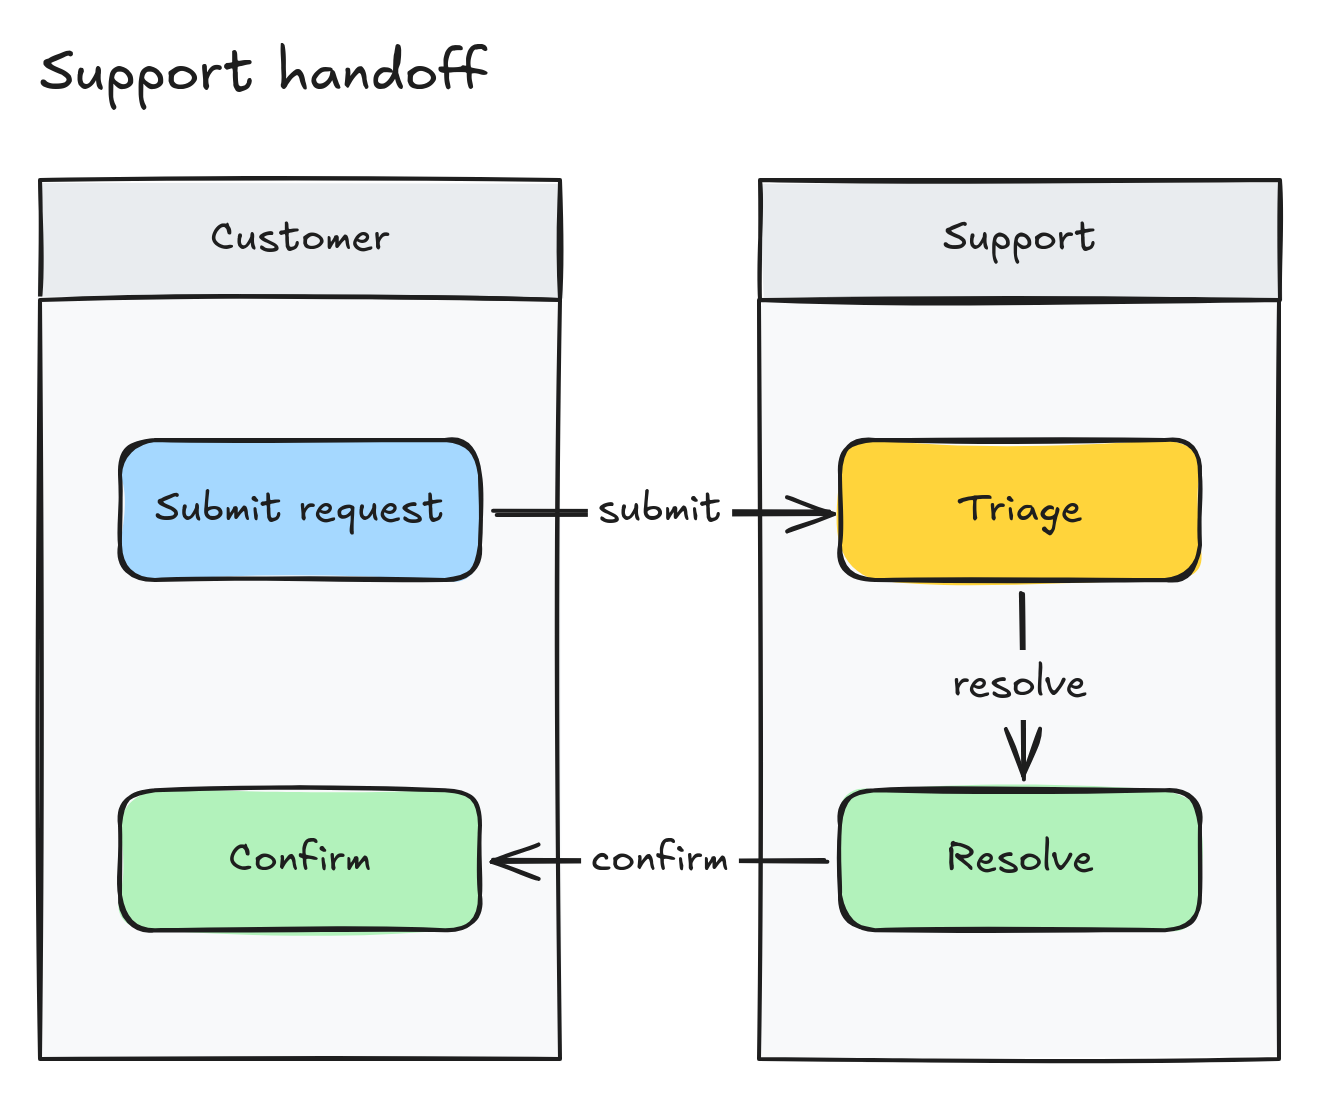 Support handoff
Customer
Support
Submit request
submit
Triage
resolve
Confirm
confirm
Resolve